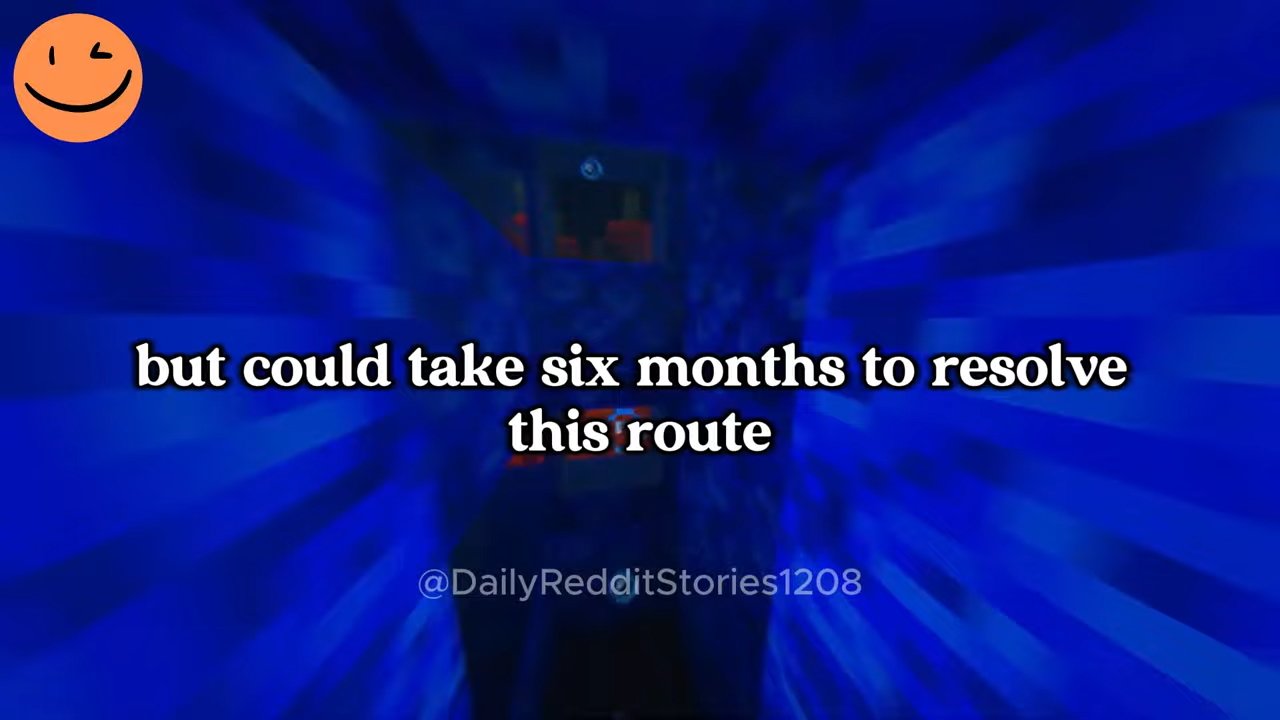 but could take six months to resolve
this route
@DailyRedditStories1208